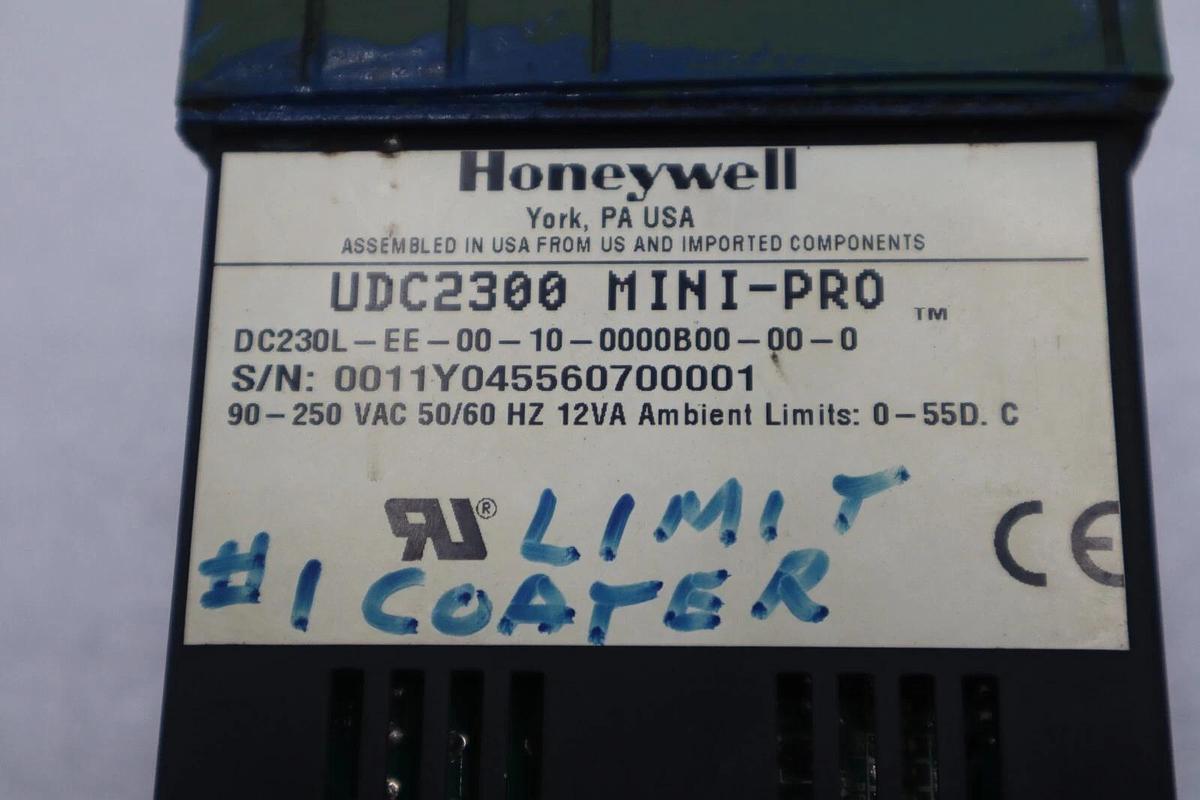 Honeywell
York, PA USA
ASSEMBLED IN USA FROM US AND IMPORTED COMPONENTS
UDC2300 MINI-PRO ™
DC230L-EE-00-10-0000B00-00-0
S/N: 0011Y045560700001
90-250 VAC 50/60 HZ 12VA Ambient Limits: 0-55D. C
RU® LIMIT CE
#1 COATER